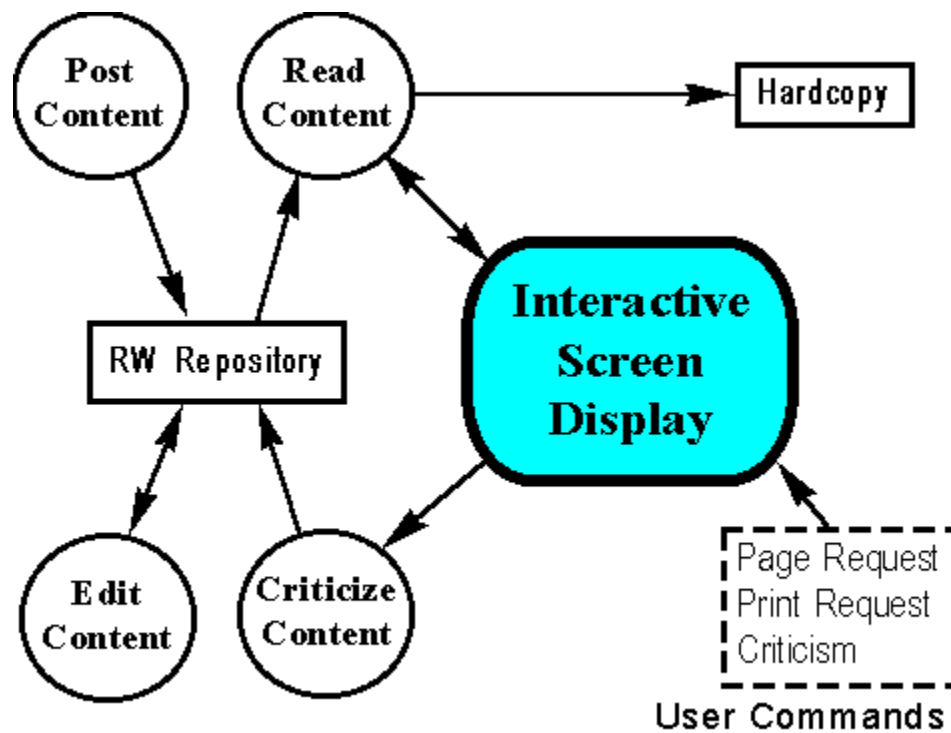 Post
Content
Read
Content
Hardcopy
Interactive
Screen
Display
RW Repository
Edit
Content
Criticize
Content
Page Request
Print Request
Criticism
User Commands